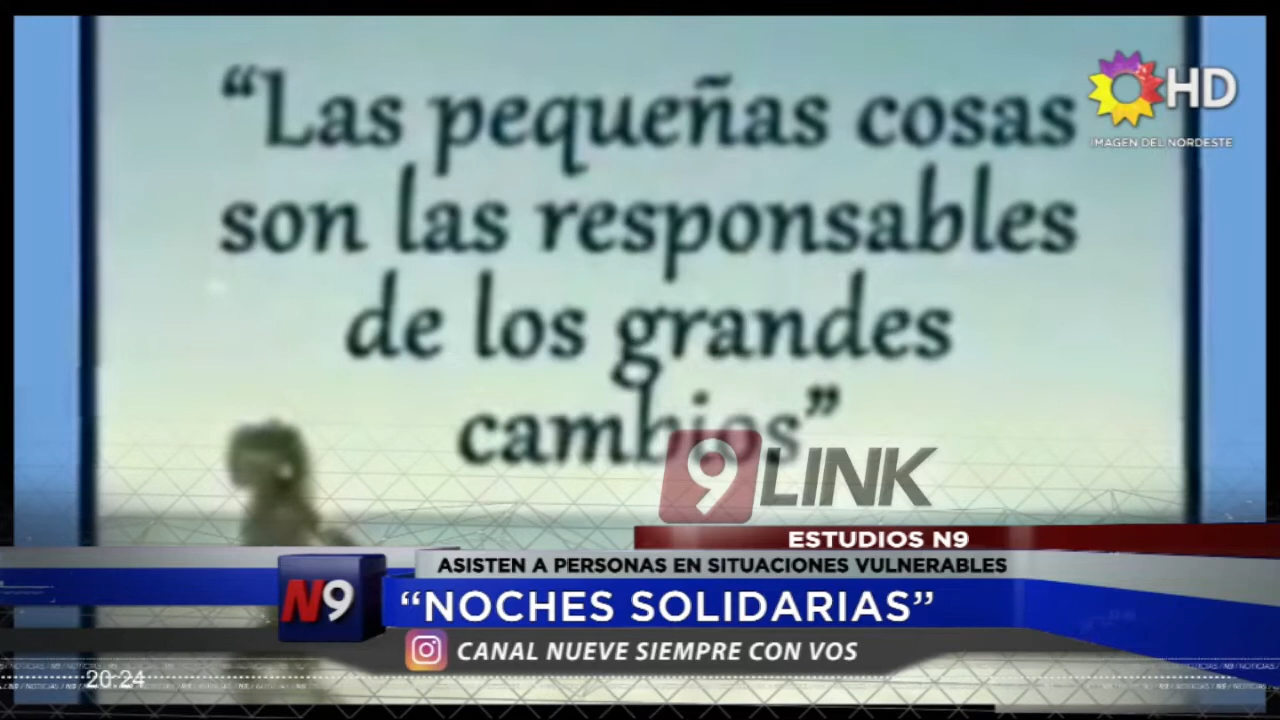 “Las pequeñas cosas
son las responsables
de los grandes
cambios”
HD
IMAGEN DEL NORDESTE
9 LINK
ESTUDIOS N9
ASISTEN A PERSONAS EN SITUACIONES VULNERABLES
N9
“NOCHES SOLIDARIAS”
CANAL NUEVE SIEMPRE CON VOS
20:24